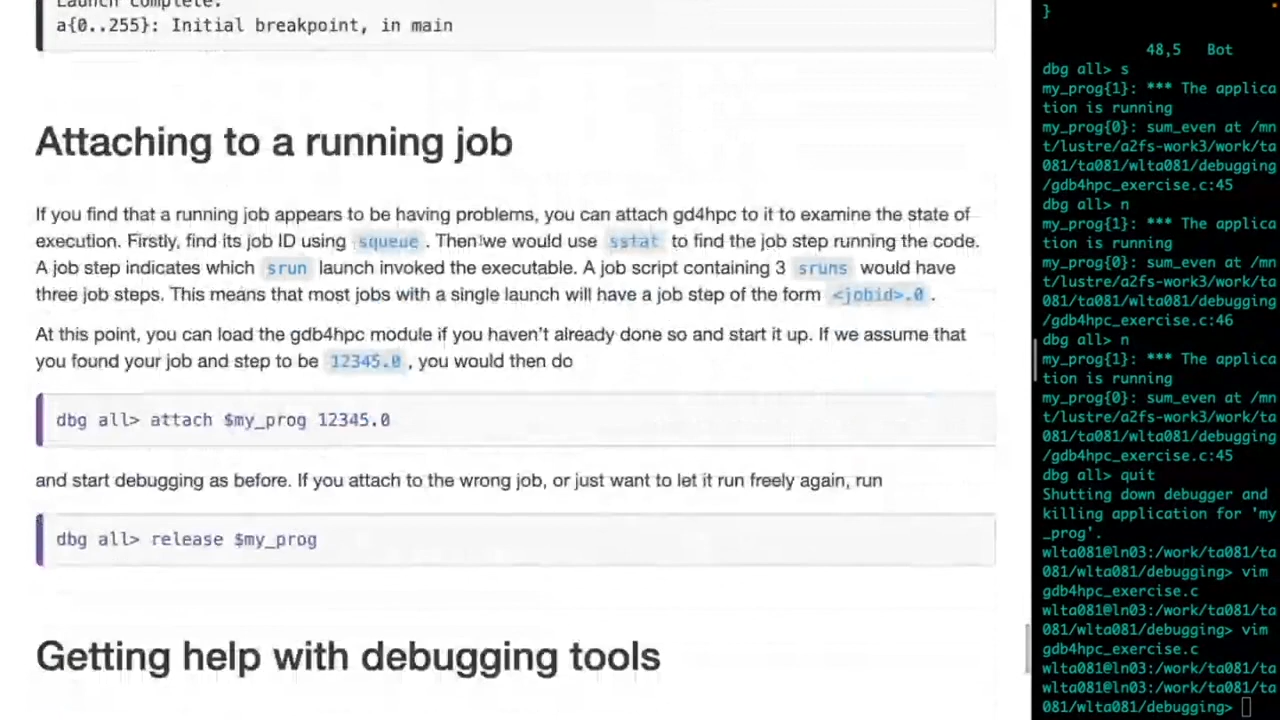 Launch complete.
a{0..255}: Initial breakpoint, in main
Attaching to a running job
If you find that a running job appears to be having problems, you can attach gd4hpc to it to examine the state of
execution. Firstly, find its job ID using squeue . Then we would use sstat to find the job step running the code.
A job step indicates which srun launch invoked the executable. A job script containing 3 sruns would have
three job steps. This means that most jobs with a single launch will have a job step of the form <jobid>.0 .
At this point, you can load the gdb4hpc module if you haven't already done so and start it up. If we assume that
you found your job and step to be 12345.0 , you would then do
dbg all> attach $my_prog 12345.0
and start debugging as before. If you attach to the wrong job, or just want to let it run freely again, run
dbg all> release $my_prog
Getting help with debugging tools
}
48,5 Bot
dbg all> s
my_prog{1}: *** The applica
tion is running
my_prog{0}: sum_even at /mn
t/lustre/a2fs-work3/work/ta
081/ta081/wlta081/debugging
/gdb4hpc_exercise.c:45
dbg all> n
my_prog{1}: *** The applica
tion is running
my_prog{0}: sum_even at /mn
t/lustre/a2fs-work3/work/ta
081/ta081/wlta081/debugging
/gdb4hpc_exercise.c:46
dbg all> n
my_prog{1}: *** The applica
tion is running
my_prog{0}: sum_even at /mn
t/lustre/a2fs-work3/work/ta
081/ta081/wlta081/debugging
/gdb4hpc_exercise.c:45
dbg all> quit
Shutting down debugger and
killing application for 'my
_prog'.
wlta081@ln03:/work/ta081/ta
081/wlta081/debugging> vim
gdb4hpc_exercise.c
wlta081@ln03:/work/ta081/ta
081/wlta081/debugging> vim
gdb4hpc_exercise.c
wlta081@ln03:/work/ta081/ta
wlta081@ln03:/work/ta081/ta
081/wlta081/debugging>